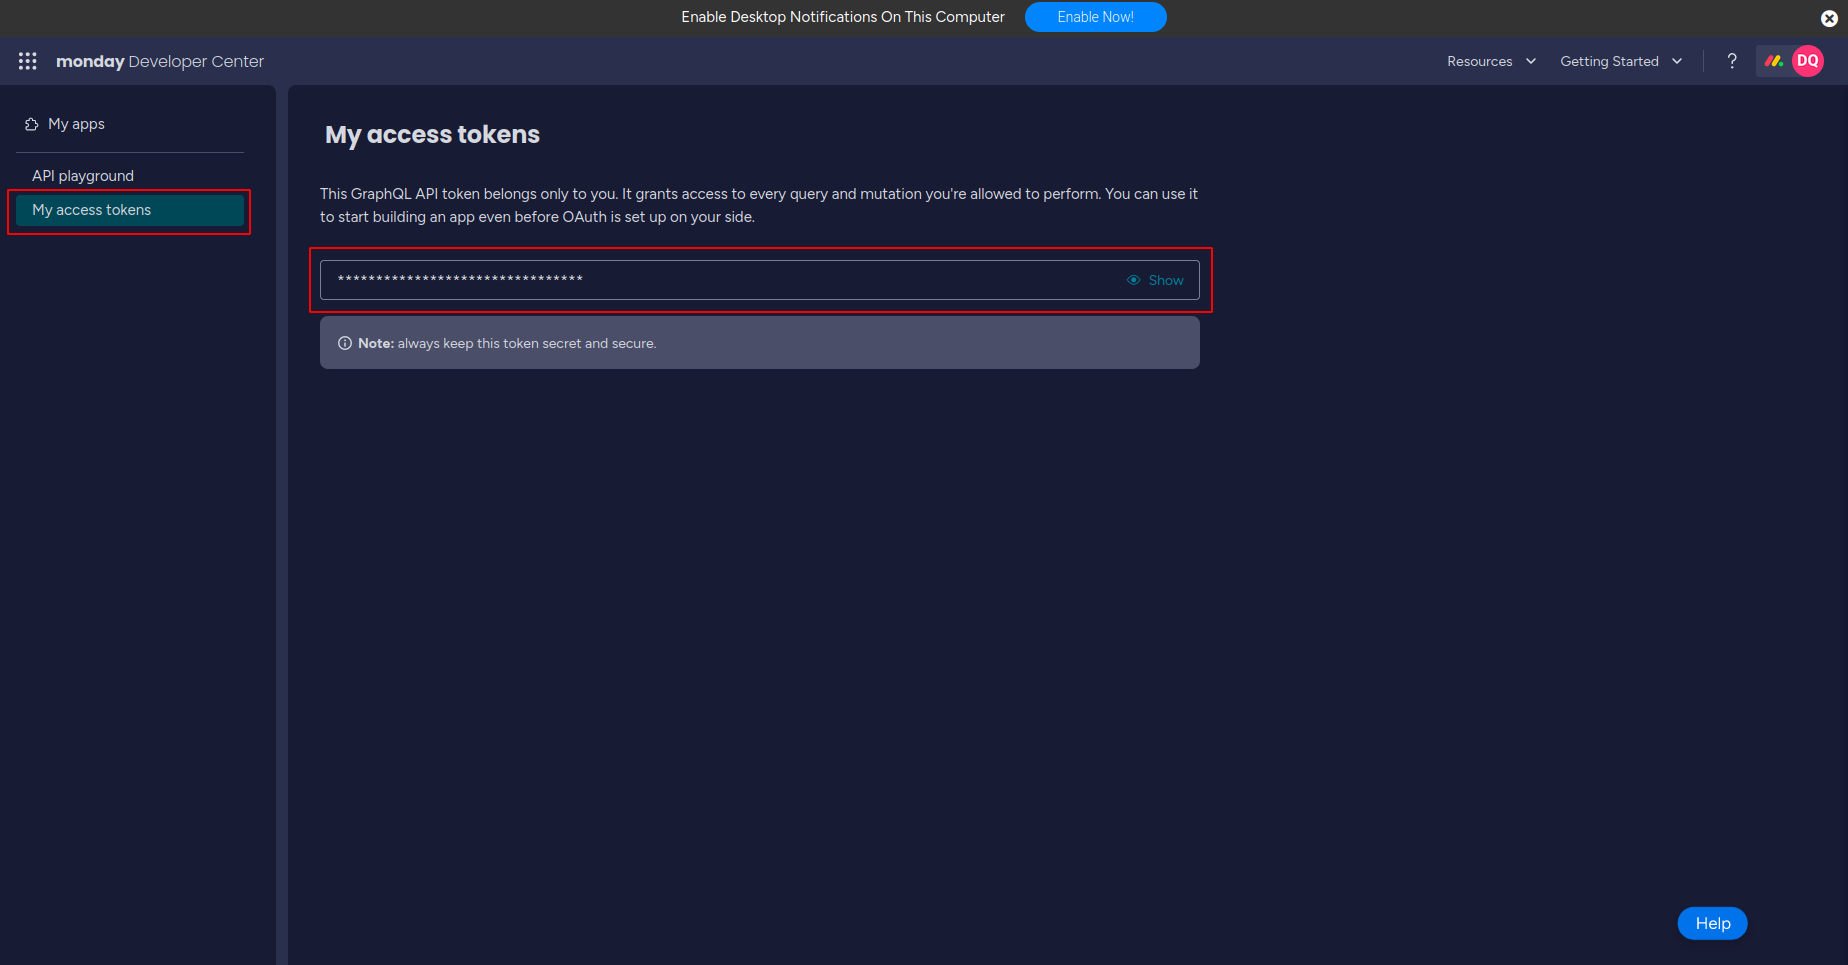 Enable Desktop Notifications On This Computer Enable Now!
monday Developer Center Resources Getting Started ? DQ
My apps
API playground
My access tokens
My access tokens
This GraphQL API token belongs only to you. It grants access to every query and mutation you're allowed to perform. You can use it
to start building an app even before OAuth is set up on your side.
******************************** Show
Note: always keep this token secret and secure.
Help